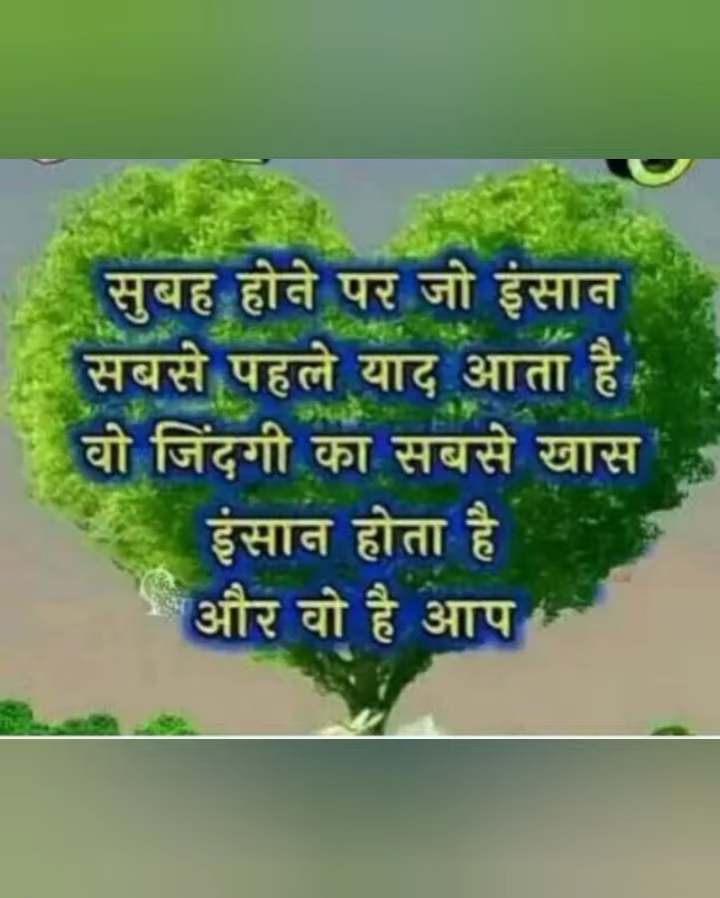 सुबह होने पर जो इंसान
सबसे पहले याद आता है
वो जिंदगी का सबसे खास
इंसान होता है
और वो है आप